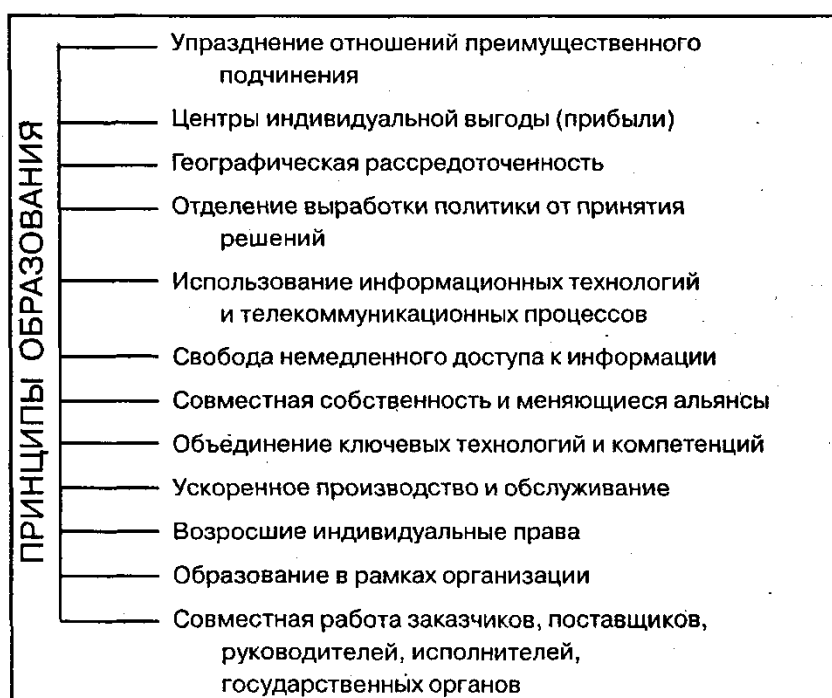 ПРИНЦИПЫ ОБРАЗОВАНИЯ
Упразднение отношений преимущественного
подчинения
Центры индивидуальной выгоды (прибыли)
Географическая рассредоточенность
Отделение выработки политики от принятия
решений
Использование информационных технологий
и телекоммуникационных процессов
Свобода немедленного доступа к информации
Совместная собственность и меняющиеся альянсы
Объединение ключевых технологий и компетенций
Ускоренное производство и обслуживание
Возросшие индивидуальные права
Образование в рамках организации
Совместная работа заказчиков, поставщиков,
руководителей, исполнителей,
государственных органов